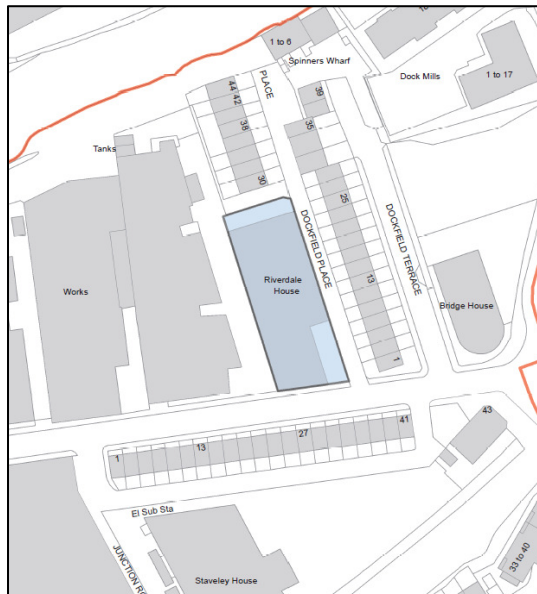 1 to 6
Spinners Wharf
Dock Mills
1 to 17
PLACE
44
42
38
30
39
35
25
13
1
Tanks
DOCKFIELD PLACE
DOCKFIELD TERRACE
Riverdale
House
Works
Bridge House
1
13
27
41
43
El Sub Sta
JUNCTION RO
Staveley House
33 to 40